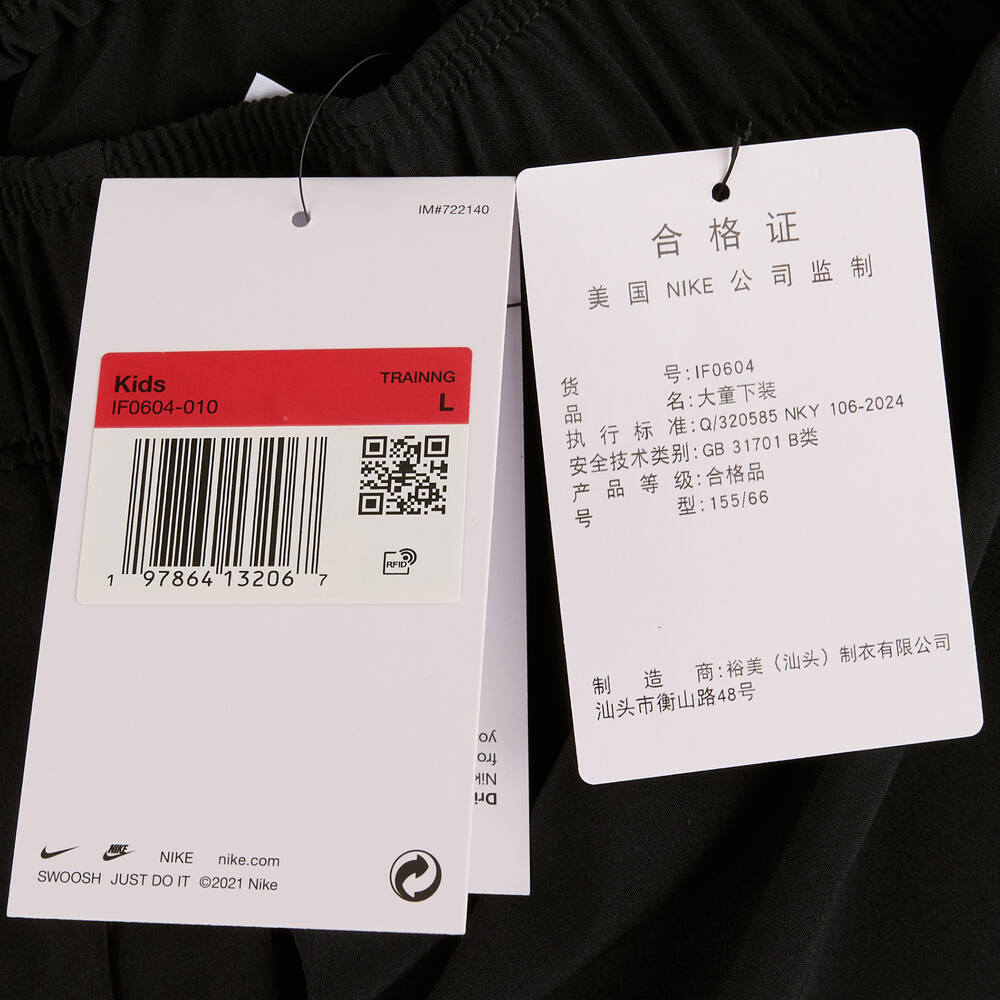 IM#722140
Kids
TRAINNG
IF0604-010
L
RFID
1 97864 13206 7
NIKE nike.com
SWOOSH JUST DO IT ©2021 Nike
合格证
美国 NIKE 公司监制
货号:IF0604
品名:大童下装
执行标准:Q/320585 NKY 106-2024
安全技术类别:GB 31701 B类
产品等级:合格品
号型:155/66
制造商:裕美（汕头）制衣有限公司
汕头市衡山路48号